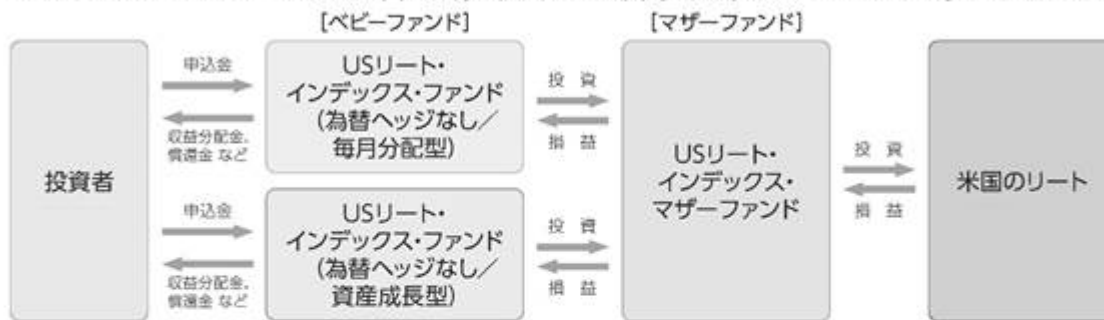 [ベビーファンド]
[マザーファンド]
投資者
申込金
収益分配金、
償還金 など
USリート・
インデックス・ファンド
(為替ヘッジなし/
毎月分配型)
投 資
損 益
申込金
収益分配金、
償還金 など
USリート・
インデックス・ファンド
(為替ヘッジなし/
資産成長型)
投 資
損 益
USリート・
インデックス・
マザーファンド
投 資
損 益
米国のリート